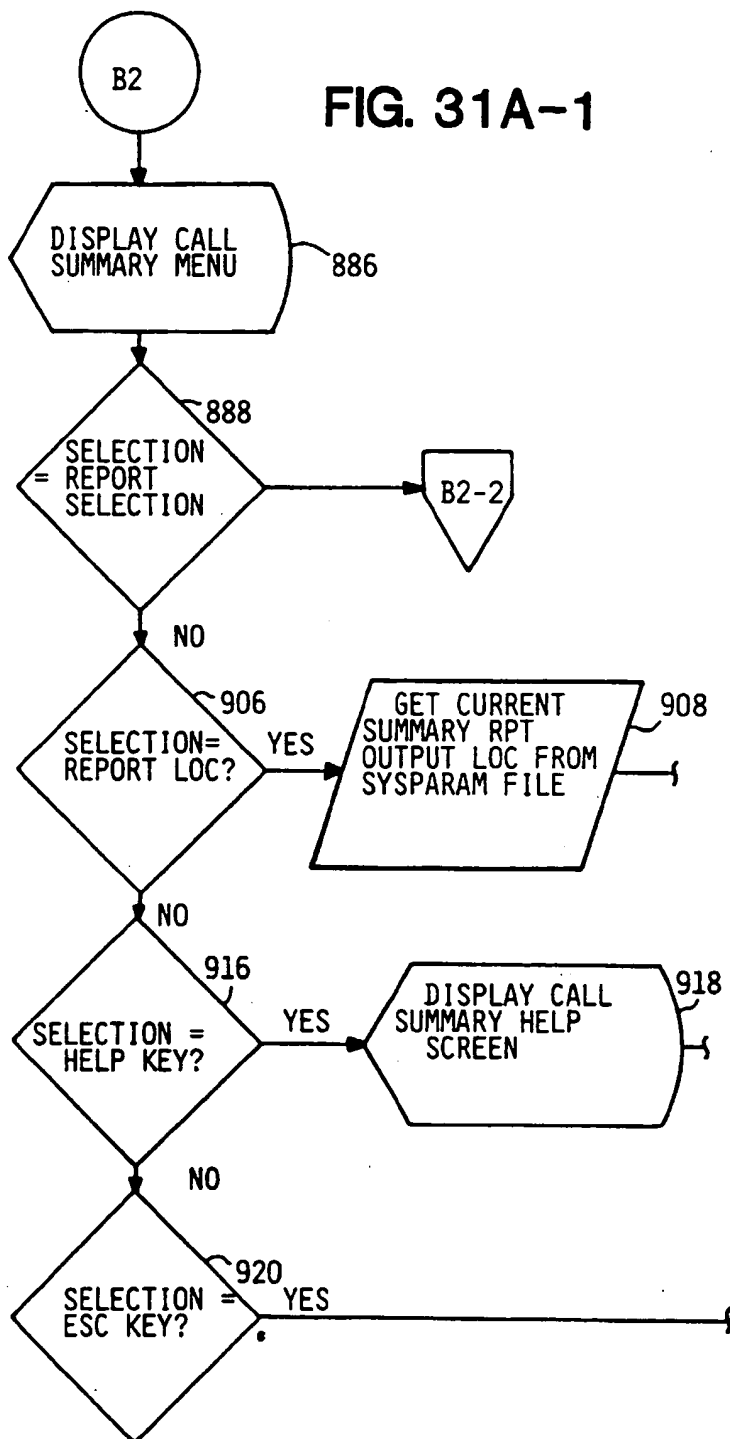 B2
FIG. 31A-1
DISPLAY CALL
SUMMARY MENU
886
888
SELECTION
= REPORT
SELECTION
B2-2
NO
906
SELECTION=
REPORT LOC?
YES
GET CURRENT
SUMMARY RPT
OUTPUT LOC FROM
SYSPARAM FILE
908
NO
916
SELECTION =
HELP KEY?
YES
DISPLAY CALL
SUMMARY HELP
SCREEN
918
NO
920
SELECTION =
ESC KEY?
YES